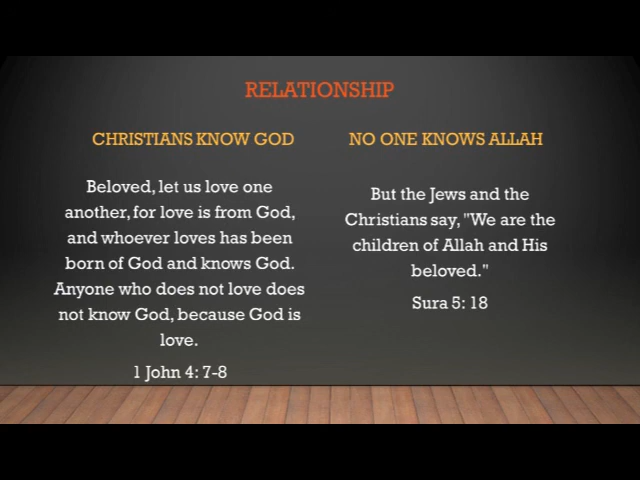 RELATIONSHIP
CHRISTIANS KNOW GOD
Beloved, let us love one
another, for love is from God,
and whoever loves has been
born of God and knows God.
Anyone who does not love does
not know God, because God is
love.
1 John 4: 7-8
NO ONE KNOWS ALLAH
But the Jews and the
Christians say, "We are the
children of Allah and His
beloved."
Sura 5: 18